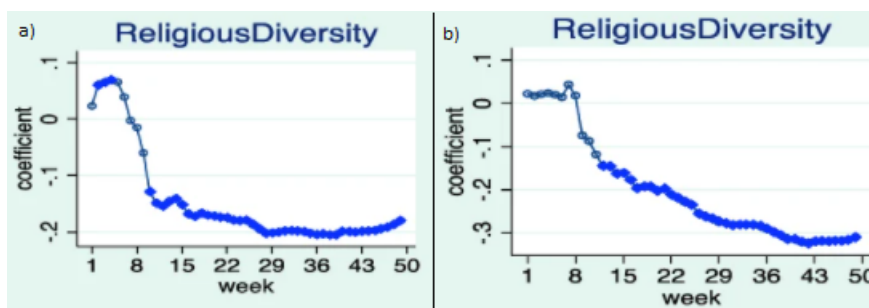 a)
ReligiousDiversity
coefficient
.1
0
-.1
-.2
1 8 15 22 29 36 43 50
week
b)
ReligiousDiversity
coefficient
.1
0
-.1
-.2
-.3
1 8 15 22 29 36 43 50
week